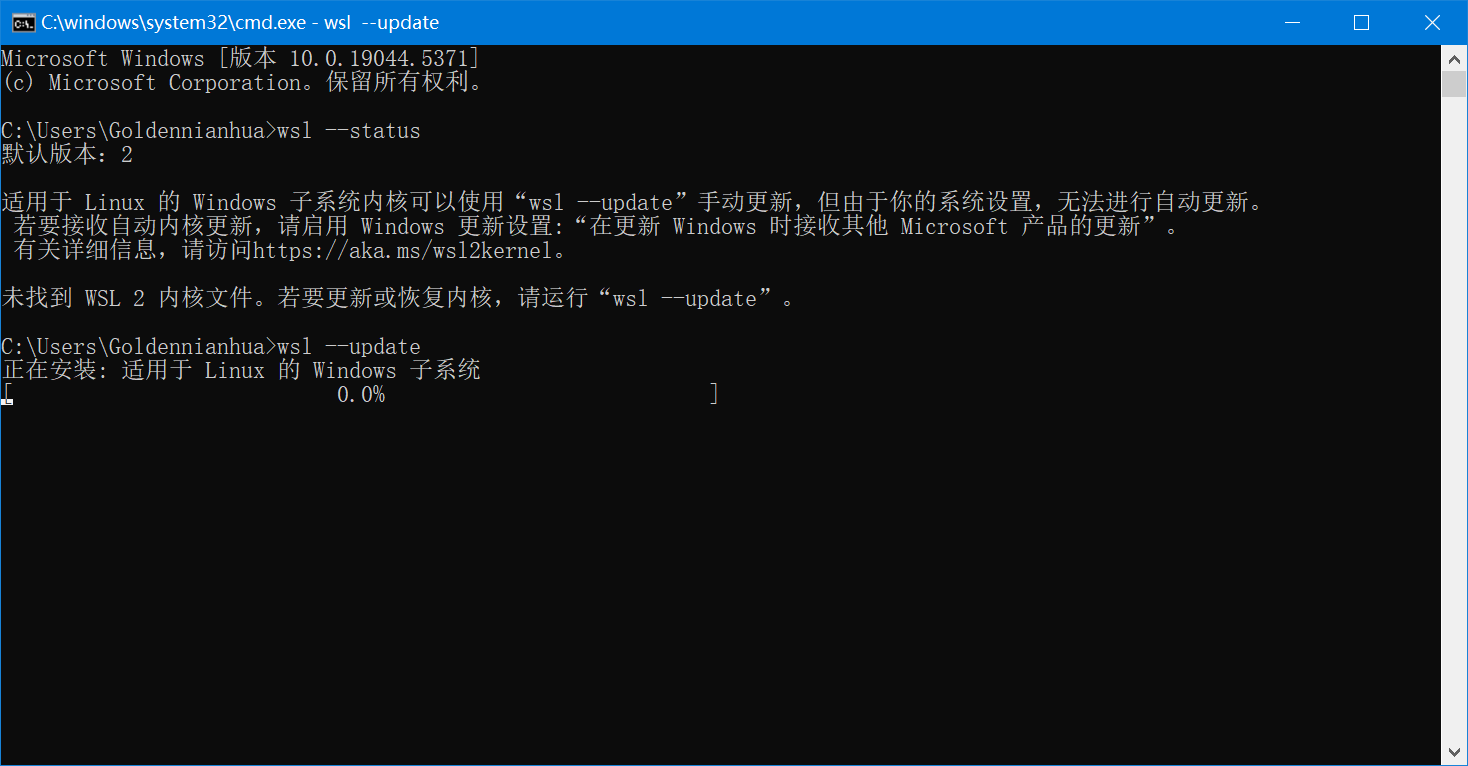 C:\windows\system32\cmd.exe - wsl  --update
Microsoft Windows [版本 10.0.19044.5371]
(c) Microsoft Corporation。保留所有权利。
C:\Users\Goldennianhua>wsl --status
默认版本：2
适用于 Linux 的 Windows 子系统内核可以使用“wsl --update”手动更新，但由于你的系统设置，无法进行自动更新。
若要接收自动内核更新，请启用 Windows 更新设置:“在更新 Windows 时接收其他 Microsoft 产品的更新”。
有关详细信息，请访问https://aka.ms/wsl2kernel。
未找到 WSL 2 内核文件。若要更新或恢复内核，请运行“wsl --update”。
C:\Users\Goldennianhua>wsl --update
正在安装: 适用于 Linux 的 Windows 子系统
[                           0.0%                           ]